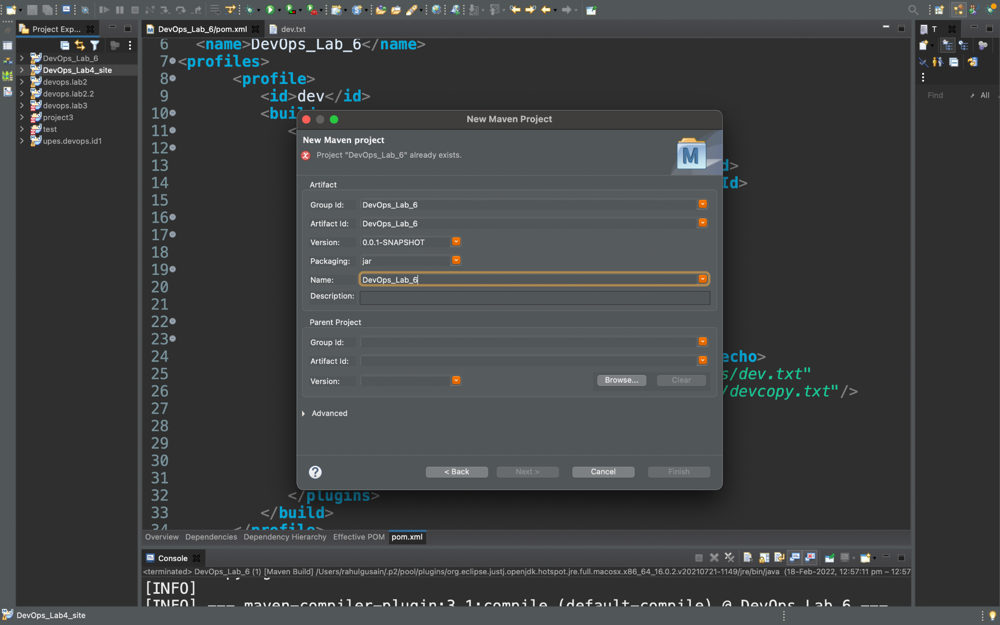 Project Exp...
DevOps_Lab_6/pom.xml
dev.txt
T
DevOps_Lab_6
DevOps_Lab4_site
devops.lab2
devops.lab2.2
devops.lab3
project3
test
upes.devops.id1
Find
All
6 <name>DevOps_Lab_6</name>
7 <profiles>
8 <profile>
9 <id>dev</id>
10 <buil
11 <
12
13 d>
14 Id>
15
16
17
18
19
20
21
22
23
24 echo>
25 s/dev.txt"
26 /devcopy.txt"/>
27
28
29
30
31
32 </plugins>
33 </build>
34 </profile>
New Maven Project
New Maven project
Project "DevOps_Lab_6" already exists.
M
Artifact
Group Id: DevOps_Lab_6
Artifact Id: DevOps_Lab_6
Version: 0.0.1-SNAPSHOT
Packaging: jar
Name: DevOps_Lab_6
Description:
Parent Project
Group Id:
Artifact Id:
Version:
Browse... Clear
Advanced
? < Back Next > Cancel Finish
Overview Dependencies Dependency Hierarchy Effective POM pom.xml
Console
<terminated> DevOps_Lab_6 (1) [Maven Build] /Users/rahulgusain/.p2/pool/plugins/org.eclipse.justj.openjdk.hotspot.jre.full.macosx.x86_64_16.0.2.v20210721-1149/jre/bin/java (18-Feb-2022, 12:57:11 pm – 12:57
[INFO]
[INFO] --- maven-compiler-plugin:3.1:compile (default-compile) @ DevOps_Lab_6 ---
DevOps_Lab4_site